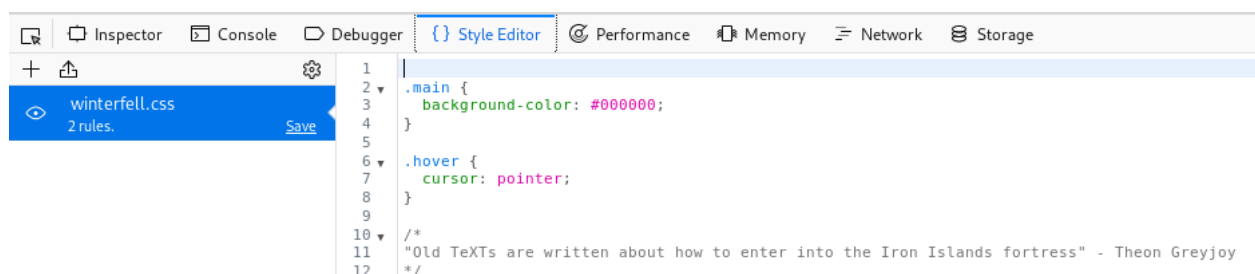 Inspector Console Debugger {} Style Editor Performance Memory Network Storage
winterfell.css
2 rules. Save
1
2 .main {
3 background-color: #000000;
4 }
5
6 .hover {
7 cursor: pointer;
8 }
9
10 /*
11 "Old TeXTs are written about how to enter into the Iron Islands fortress" - Theon Greyjoy
12 */